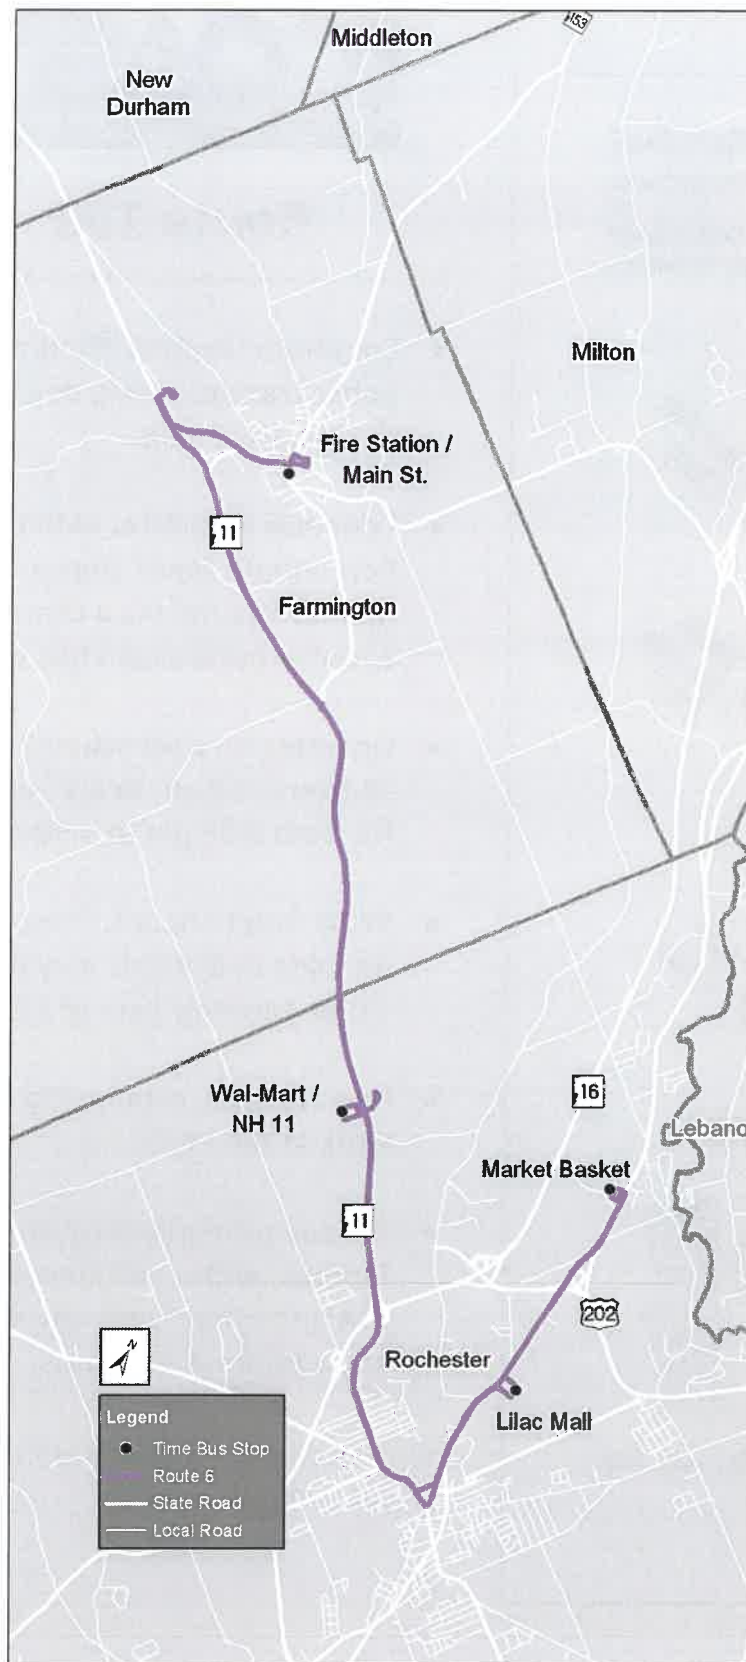 153
Middleton
New
Durham
Milton
Fire Station /
Main St.
11
Farmington
Wal-Mart /
NH 11
16
Lebano
Market Basket
11
202
Rochester
Lilac Mall
N
Legend
Time Bus Stop
Route 6
State Road
Local Road